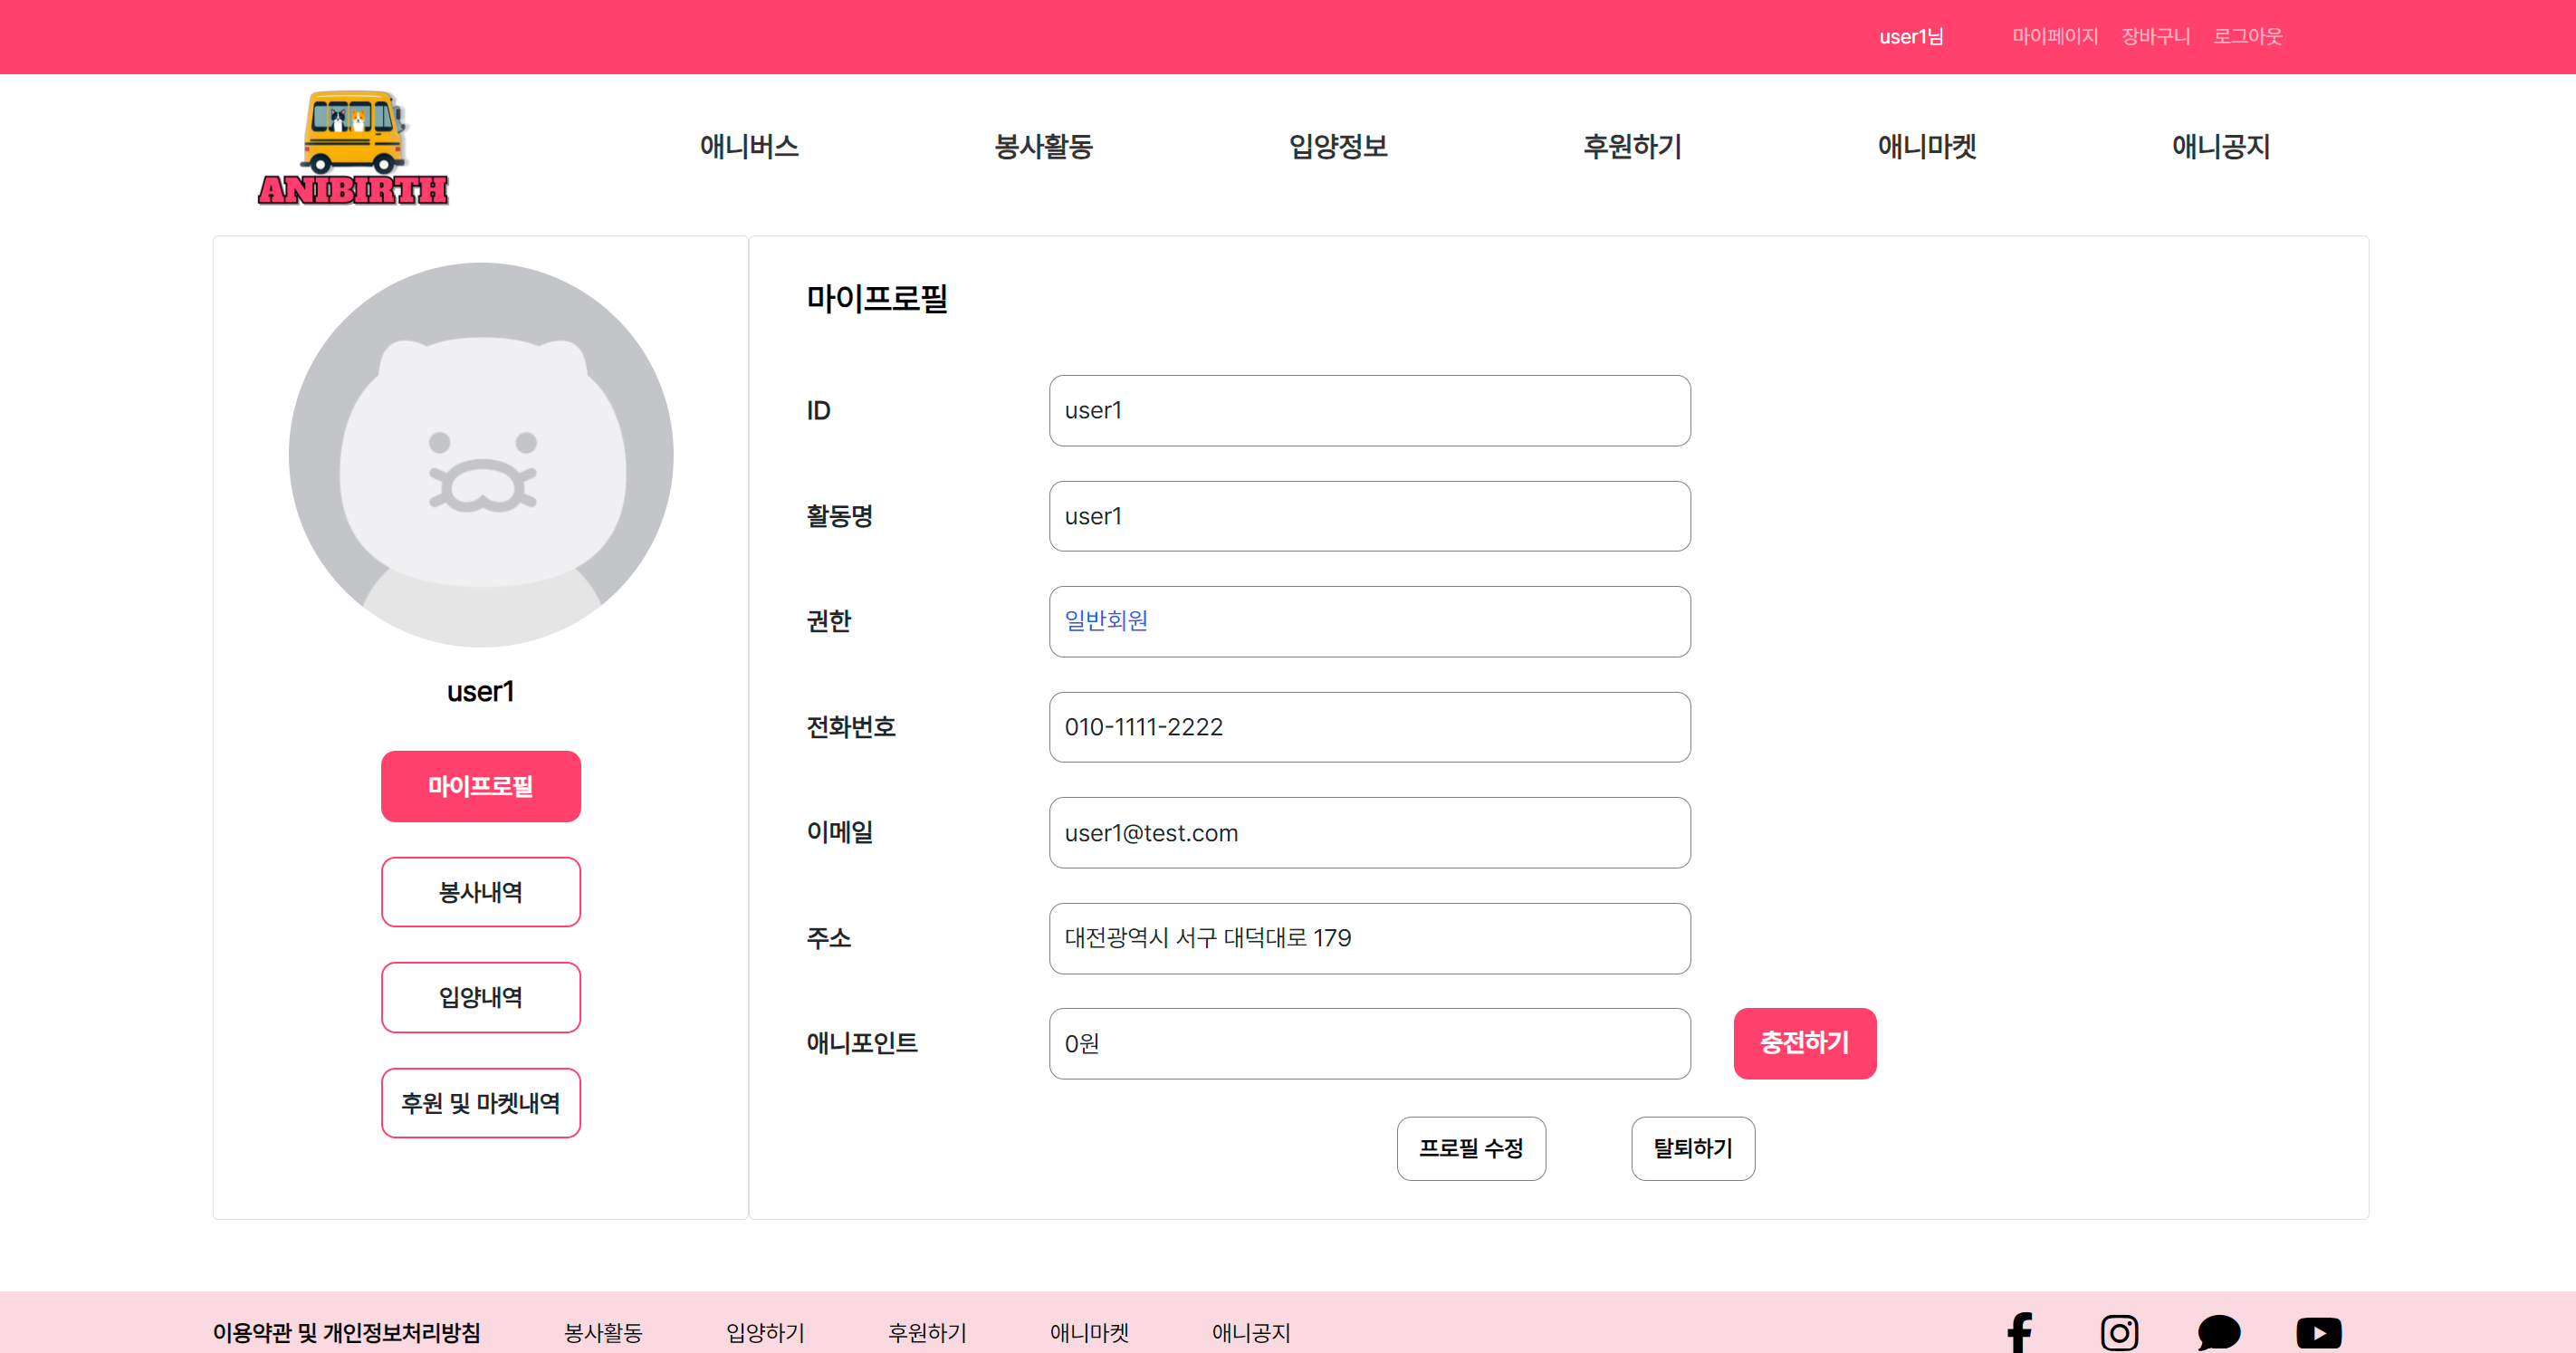 user1님 마이페이지 장바구니 로그아웃
ANIBIRTH
애니버스 봉사활동 입양정보 후원하기 애니마켓 애니공지
user1
마이프로필
봉사내역
입양내역
후원 및 마켓내역
마이프로필
ID user1
활동명 user1
권한 일반회원
전화번호 010-1111-2222
이메일 user1@test.com
주소 대전광역시 서구 대덕대로 179
애니포인트 0원 충전하기
프로필 수정 탈퇴하기
이용약관 및 개인정보처리방침 봉사활동 입양하기 후원하기 애니마켓 애니공지